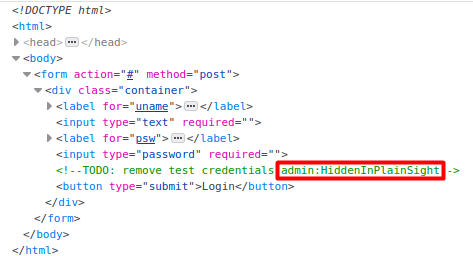 <!DOCTYPE html>
<html>
<head> ... </head>
<body>
<form action="#" method="post">
<div class="container">
<label for="uname"> ... </label>
<input type="text" required="">
<label for="psw"> ... </label>
<input type="password" required="">
<!--TODO: remove test credentials admin:HiddenInPlainSight-->
<button type="submit">Login</button>
</div>
</form>
</body>
</html>